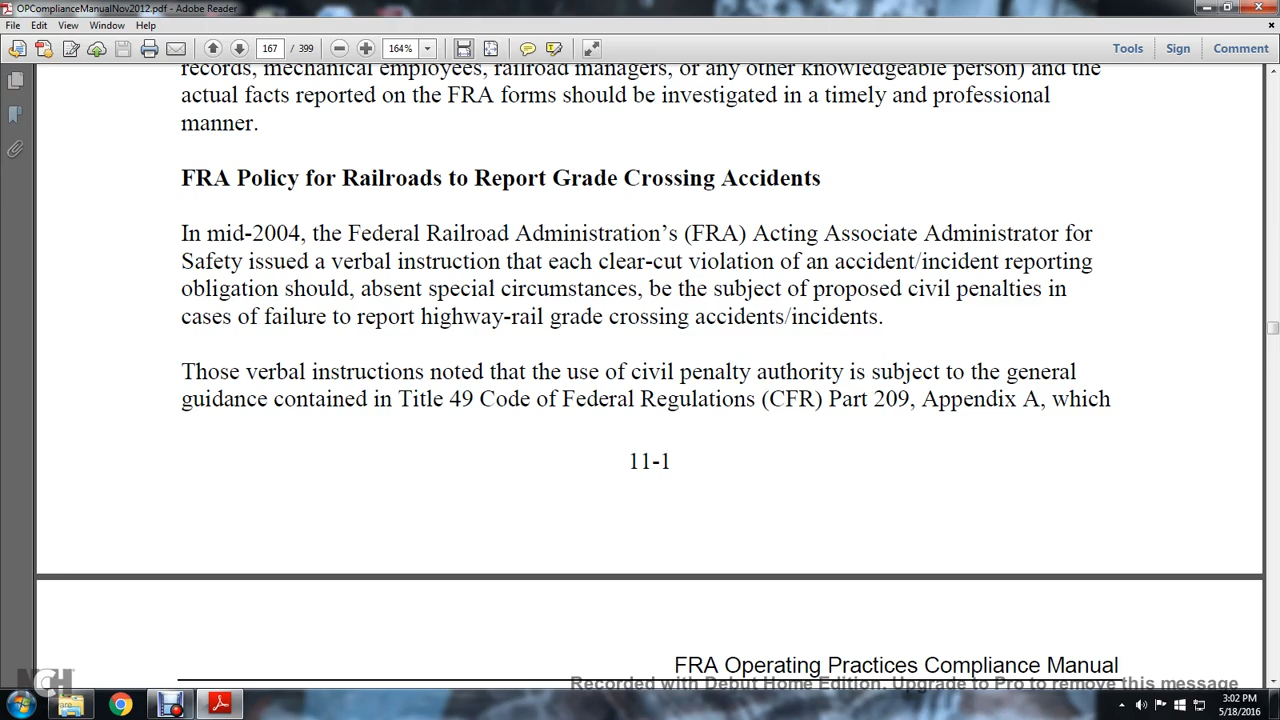 OPComplianceManualNov2012.pdf - Adobe Reader
File Edit View Window Help
167 / 399 164% Tools Sign Comment
records, mechanical employees, railroad managers, or any other knowledgeable person) and the
actual facts reported on the FRA forms should be investigated in a timely and professional
manner.
FRA Policy for Railroads to Report Grade Crossing Accidents
In mid-2004, the Federal Railroad Administration's (FRA) Acting Associate Administrator for
Safety issued a verbal instruction that each clear-cut violation of an accident/incident reporting
obligation should, absent special circumstances, be the subject of proposed civil penalties in
cases of failure to report highway-rail grade crossing accidents/incidents.
Those verbal instructions noted that the use of civil penalty authority is subject to the general
guidance contained in Title 49 Code of Federal Regulations (CFR) Part 209, Appendix A, which
11-1
FRA Operating Practices Compliance Manual
NCH
Recorded with Debut Home Edition. Upgrade to Pro to remove this message
3:02 PM
5/18/2016